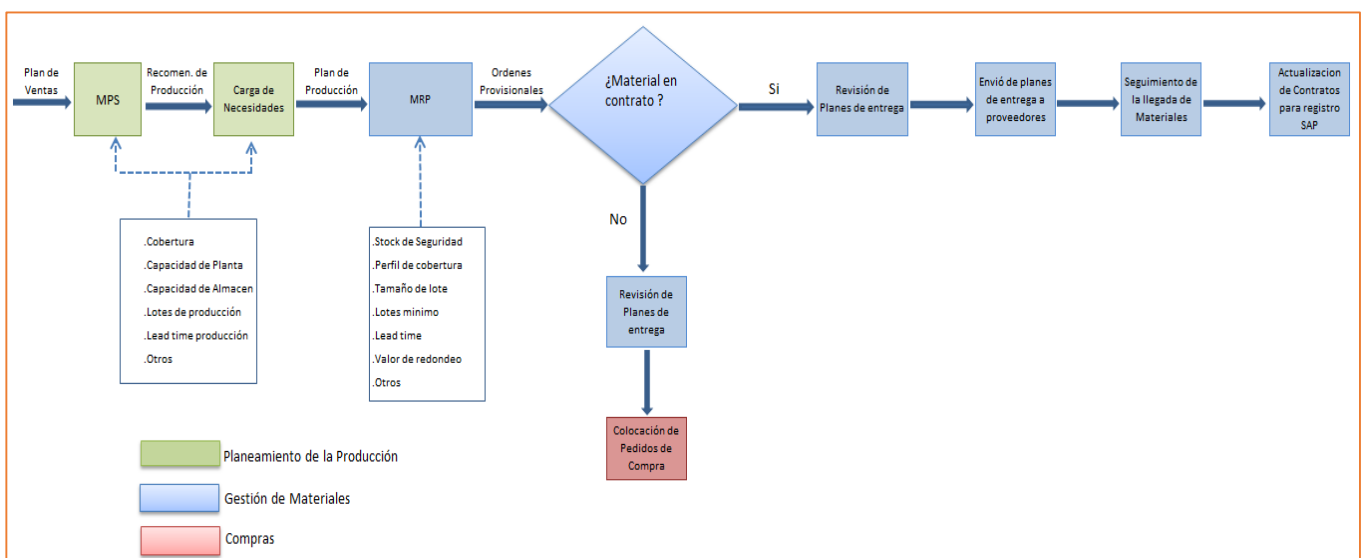 Plan de
Ventas
MPS
Recomen. de
Producción
Carga de
Necesidades
Plan de
Producción
MRP
Ordenes
Provisionales
¿Material en
contrato ?
Si
Revisión de
Planes de entrega
Envió de planes
de entrega a
proveedores
Seguimiento de
la llegada de
Materiales
Actualizacion
de Contratos
para registro
SAP
No
.Cobertura
.Capacidad de Planta
.Capacidad de Almacen
.Lotes de producción
.Lead time producción
.Otros
.Stock de Seguridad
.Perfil de cobertura
.Tamaño de lote
.Lotes minimo
.Lead time
.Valor de redondeo
.Otros
Revisión de
Planes de
entrega
Colocación de
Pedidos de
Compra
Planeamiento de la Producción
Gestión de Materiales
Compras